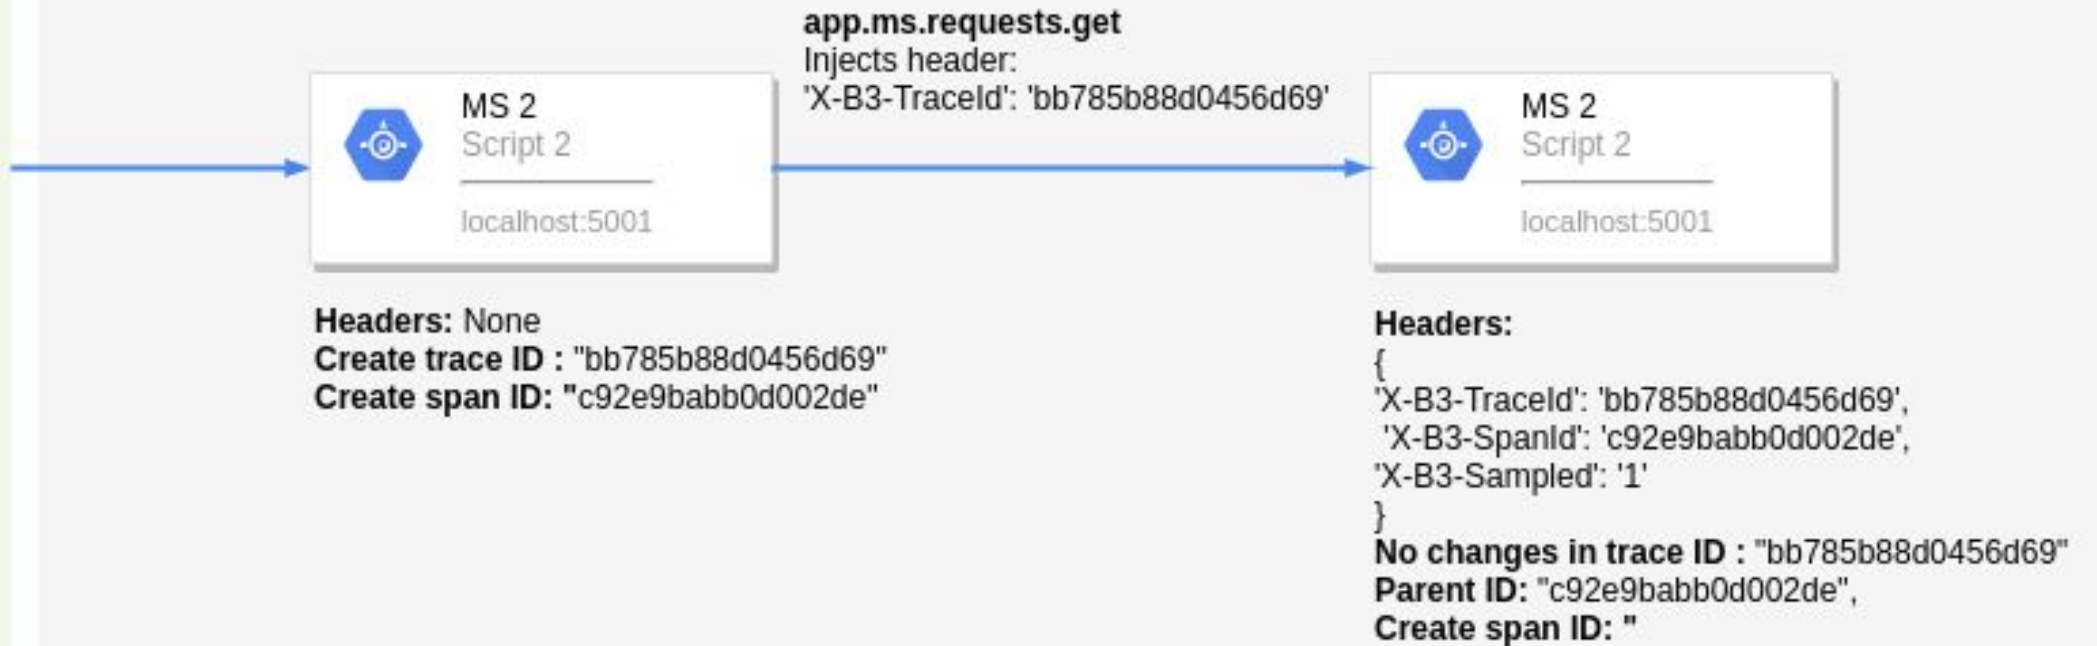 app.ms.requests.get
Injects header:
'X-B3-TraceId': 'bb785b88d0456d69'
MS 2
Script 2
localhost:5001
MS 2
Script 2
localhost:5001
Headers: None
Create trace ID : "bb785b88d0456d69"
Create span ID: "c92e9babb0d002de"
Headers:
{
'X-B3-TraceId': 'bb785b88d0456d69',
'X-B3-SpanId': 'c92e9babb0d002de',
'X-B3-Sampled': '1'
}
No changes in trace ID : "bb785b88d0456d69"
Parent ID: "c92e9babb0d002de",
Create span ID: "